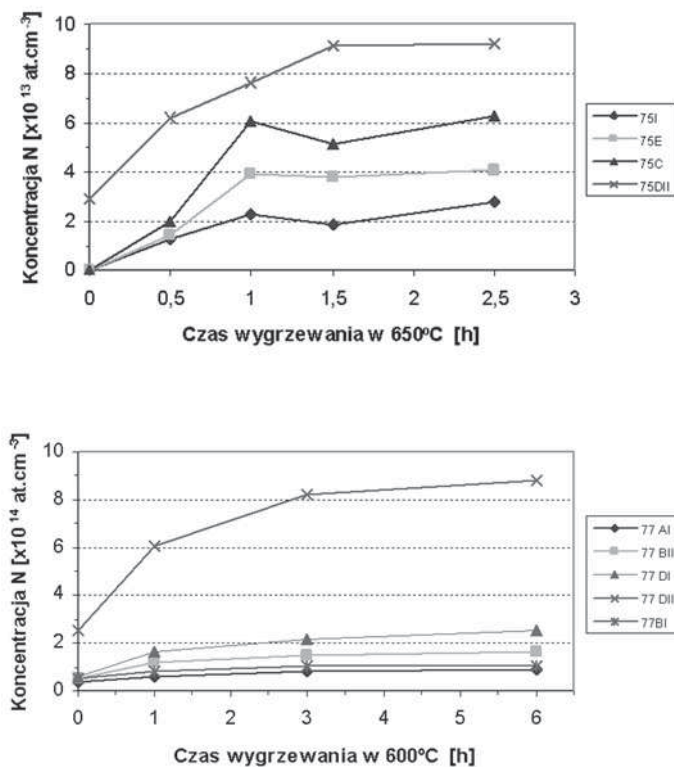 Koncentracja N [x10 13 at.cm-3]
10
8
6
4
2
0
0 0,5 1 1,5 2 2,5 3
Czas wygrzewania w 650ºC [h]
75I
75E
75C
75DII
Koncentracja N [x10 14 at.cm-3]
10
8
6
4
2
0
0 1 2 3 4 5 6
Czas wygrzewania w 600ºC [h]
77 AI
77 BII
77 DI
77 DII
77BI